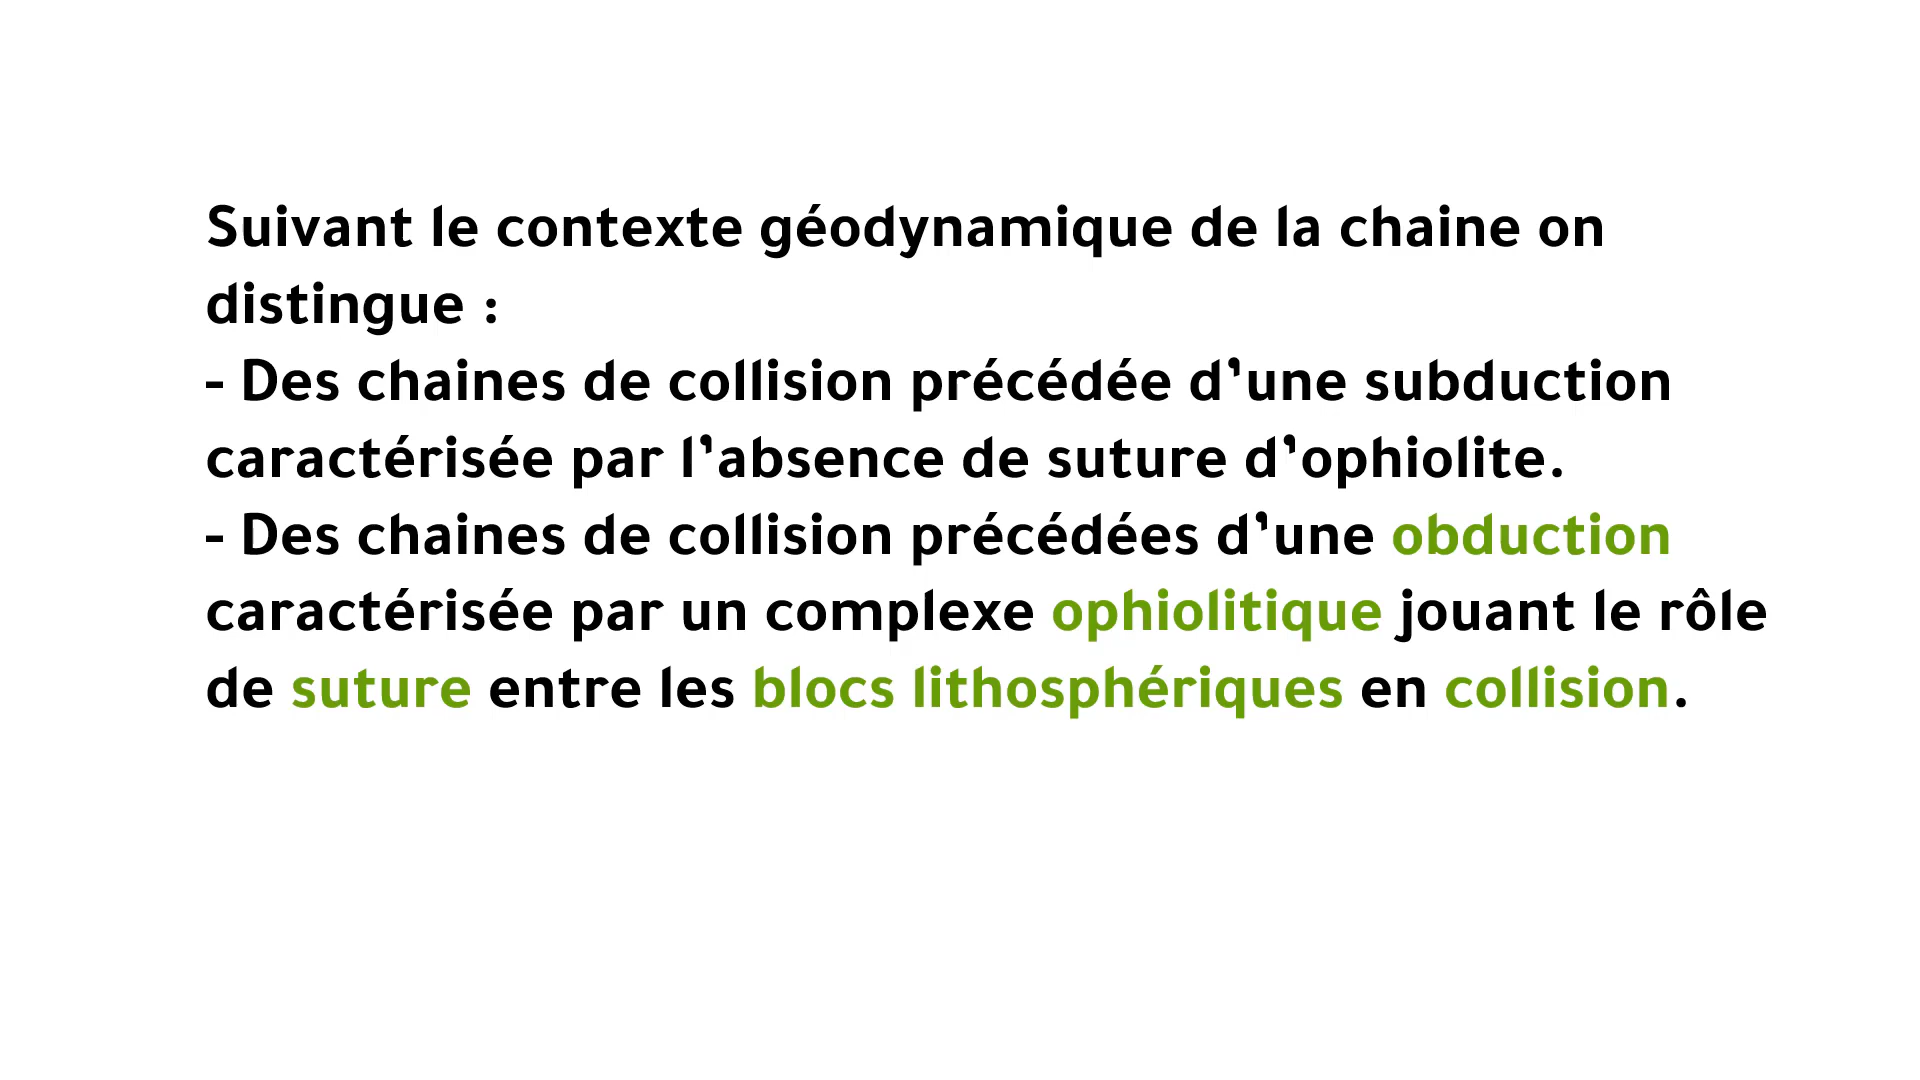 Suivant le contexte géodynamique de la chaine on
distingue :
- Des chaines de collision précédée d’une subduction
caractérisée par l’absence de suture d’ophiolite.
- Des chaines de collision précédées d’une obduction
caractérisée par un complexe ophiolitique jouant le rôle
de suture entre les blocs lithosphériques en collision.